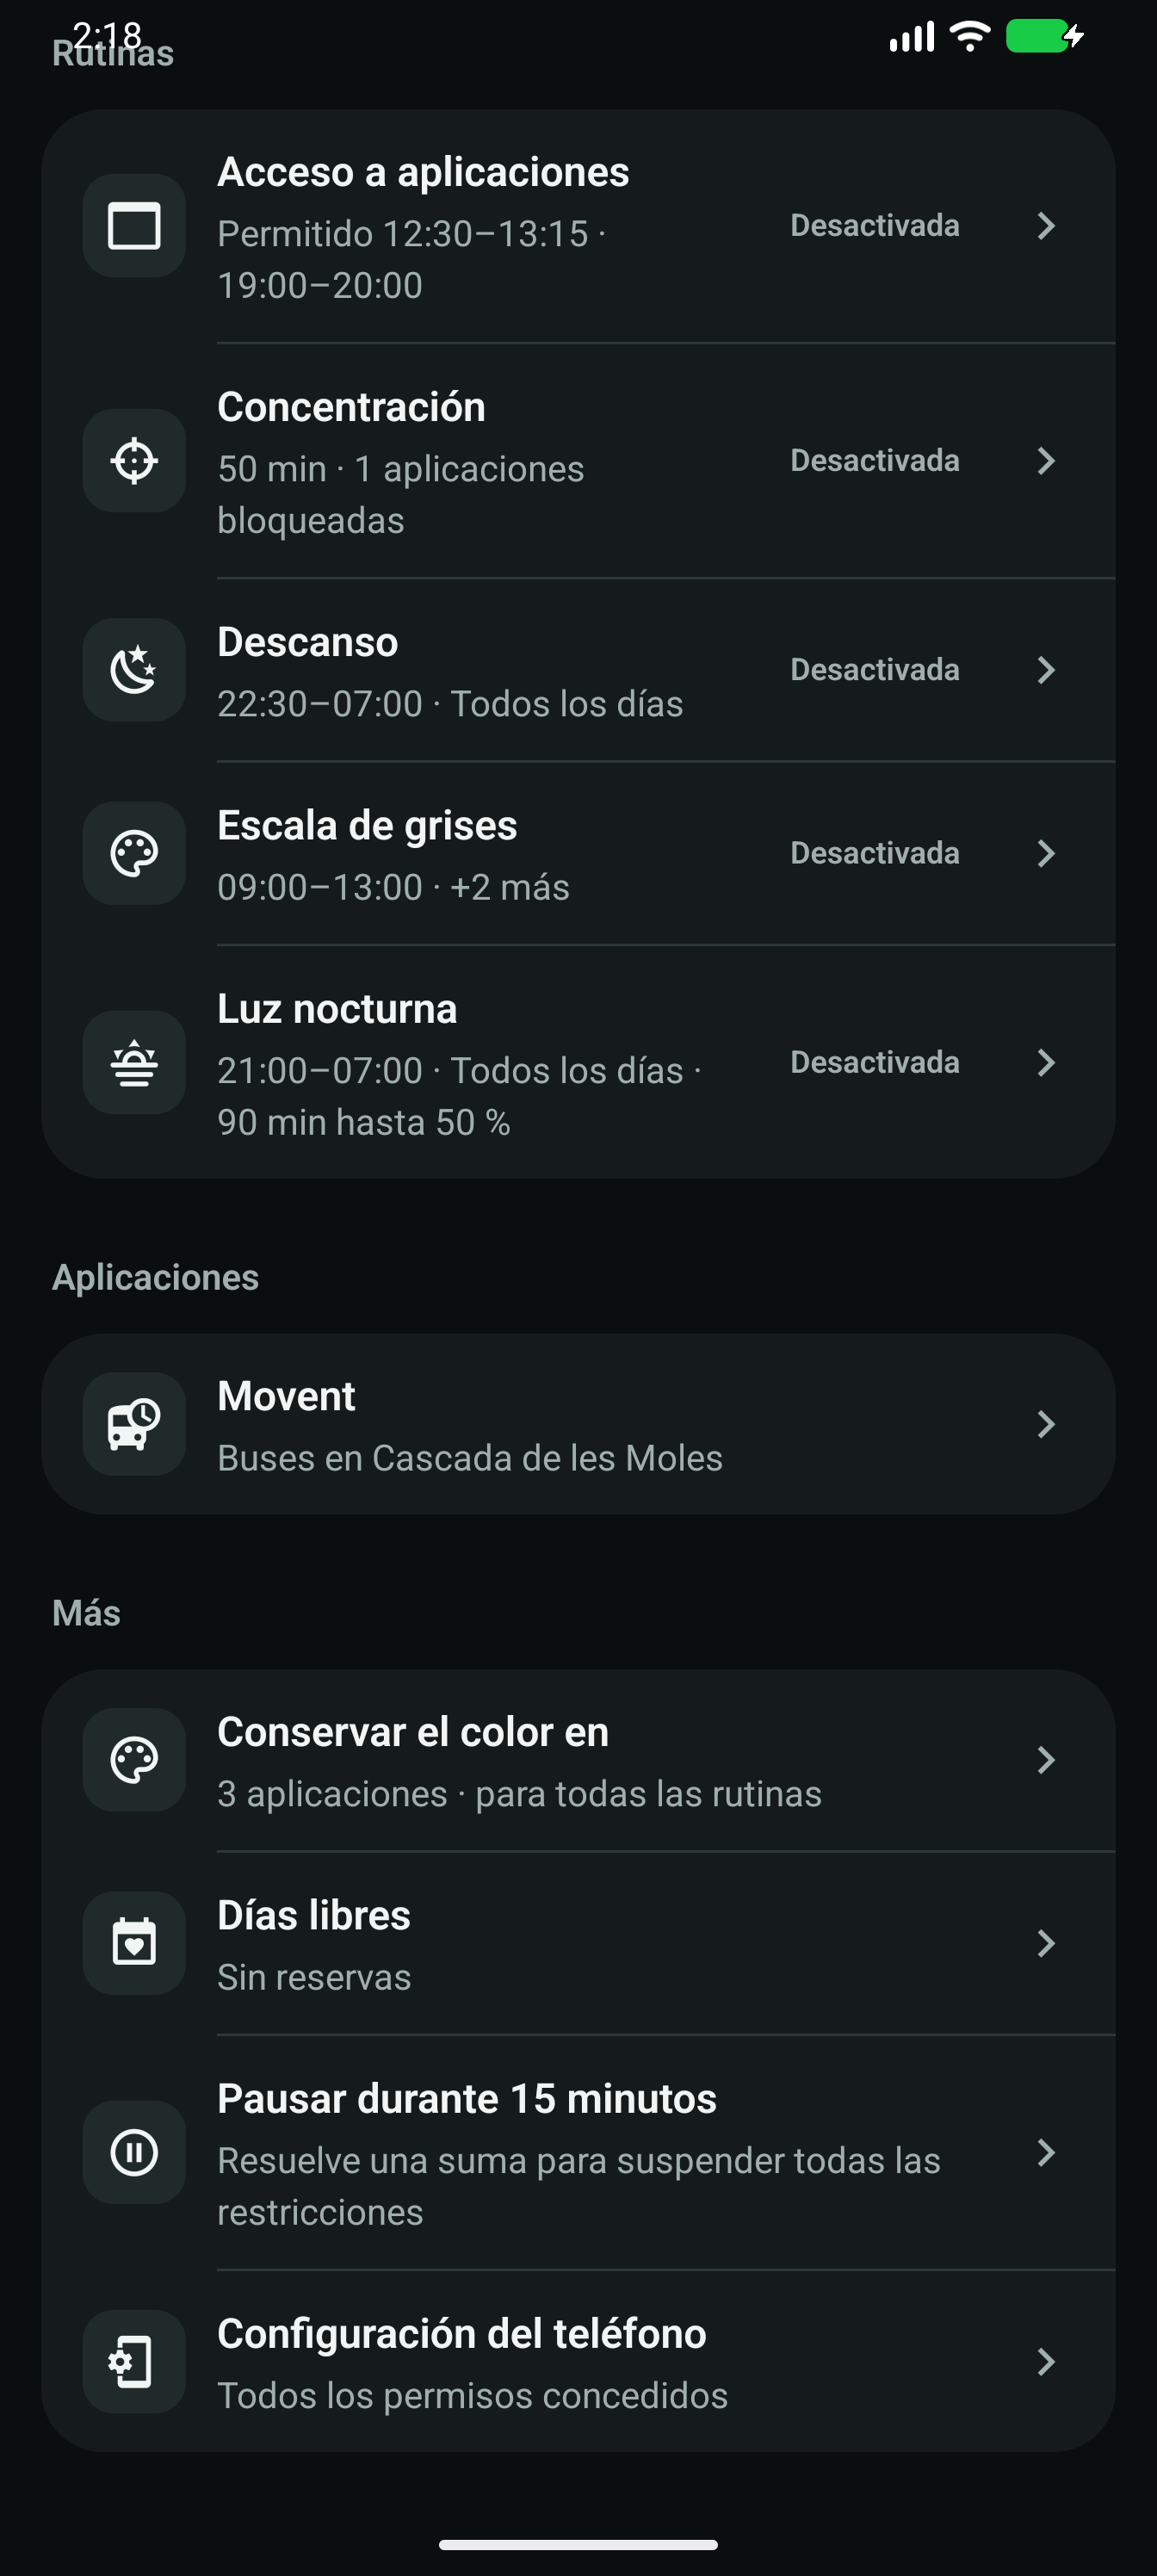 2:18
Rutinas
Acceso a aplicaciones
Permitido 12:30–13:15 ·
19:00–20:00
Desactivada
Concentración
50 min · 1 aplicaciones
bloqueadas
Desactivada
Descanso
22:30–07:00 · Todos los días
Desactivada
Escala de grises
09:00–13:00 · +2 más
Desactivada
Luz nocturna
21:00–07:00 · Todos los días ·
90 min hasta 50 %
Desactivada
Aplicaciones
Movent
Buses en Cascada de les Moles
Más
Conservar el color en
3 aplicaciones · para todas las rutinas
Días libres
Sin reservas
Pausar durante 15 minutos
Resuelve una suma para suspender todas las
restricciones
Configuración del teléfono
Todos los permisos concedidos